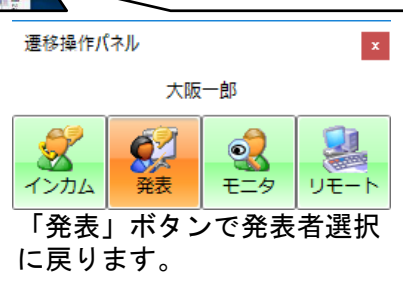 遷移操作パネル
x
大阪一郎
インカム 発表 モニタ リモート
「発表」ボタンで発表者選択
に戻ります。